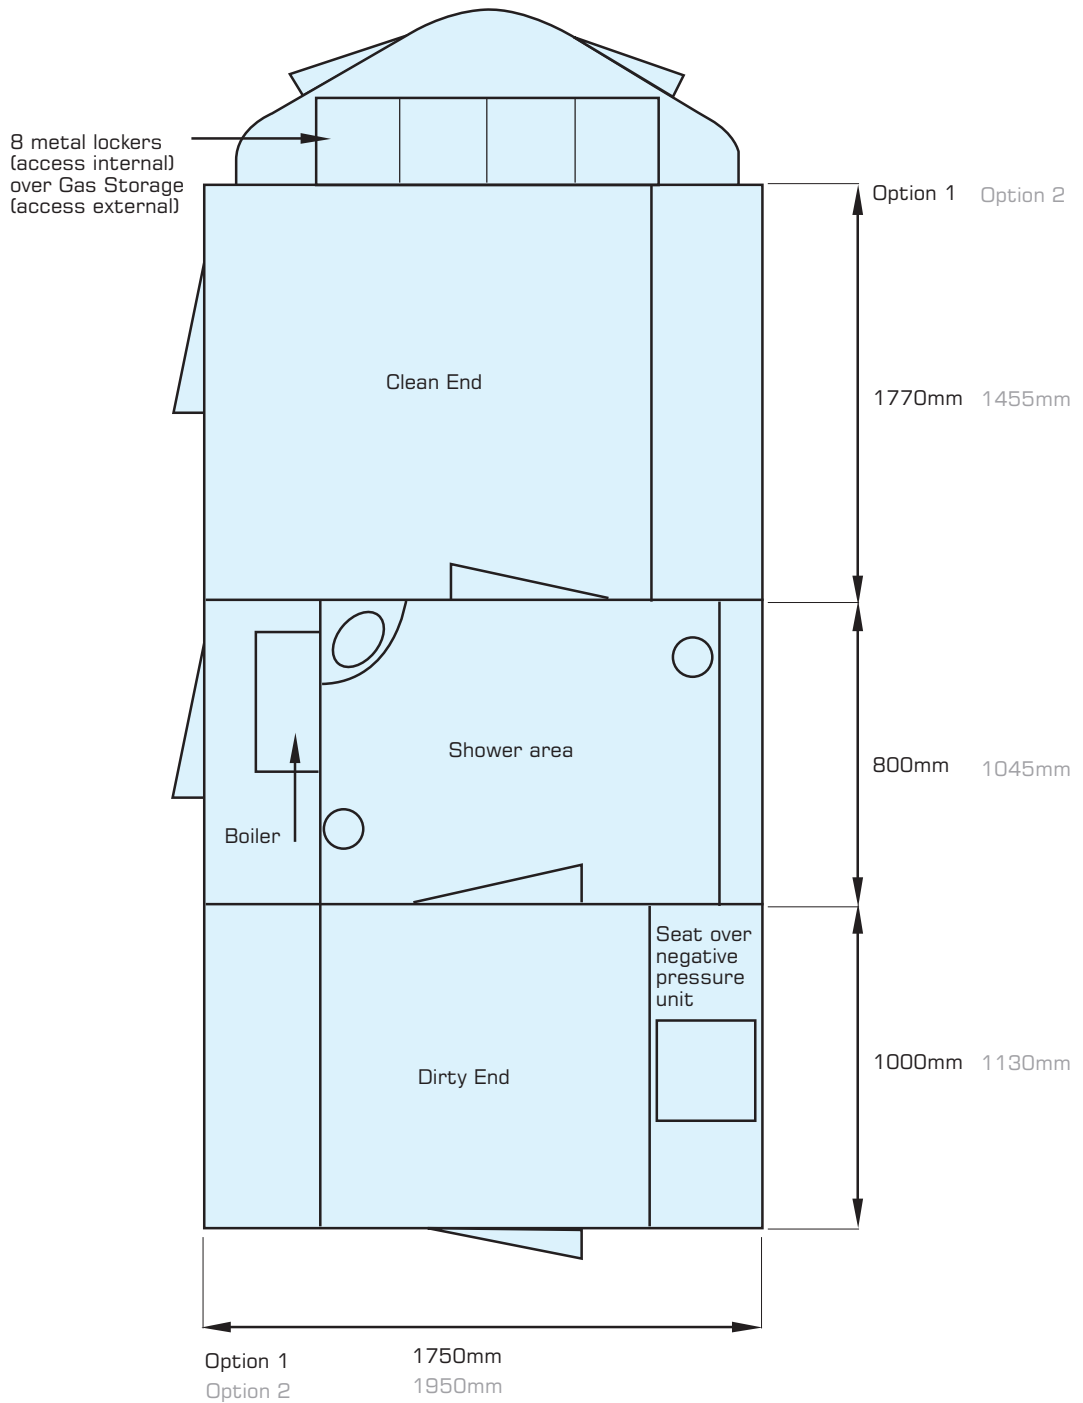 8 metal lockers
(access internal)
over Gas Storage
(access external)
Option 1 Option 2
Clean End
1770mm 1455mm
Shower area
800mm 1045mm
Boiler
Seat over
negative
pressure
unit
1000mm 1130mm
Dirty End
Option 1 1750mm
Option 2 1950mm